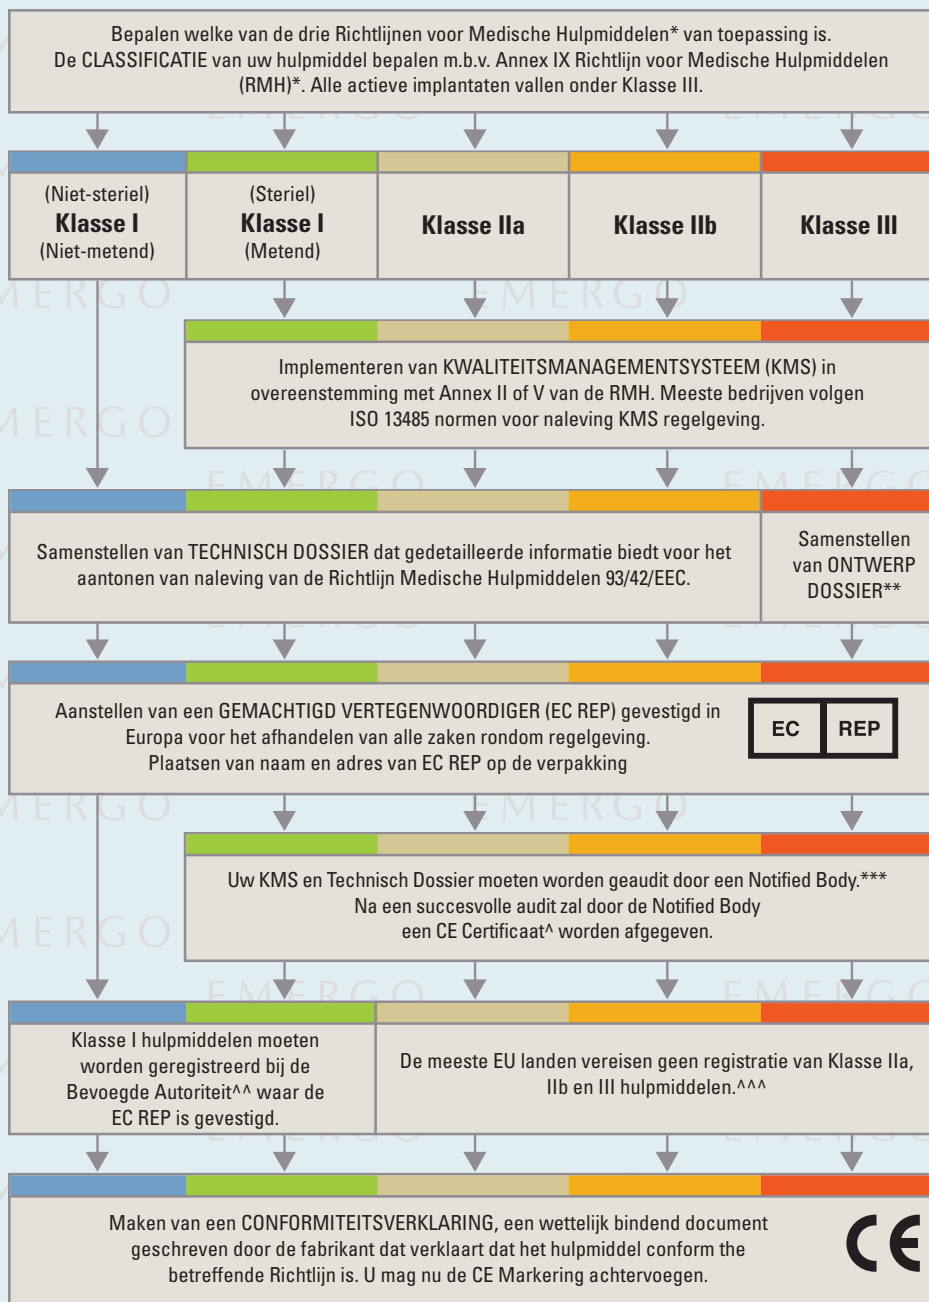 Bepalen welke van de drie Richtlijnen voor Medische Hulpmiddelen* van toepassing is.
De CLASSIFICATIE van uw hulpmiddel bepalen m.b.v. Annex IX Richtlijn voor Medische Hulpmiddelen
(RMH)*. Alle actieve implantaten vallen onder Klasse III.
(Niet-steriel)
Klasse I
(Niet-metend)
(Steriel)
Klasse I
(Metend)
Klasse IIa
Klasse IIb
Klasse III
Implementeren van KWALITEITSMANAGEMENTSYSTEEM (KMS) in
overeenstemming met Annex II of V van de RMH. Meeste bedrijven volgen
ISO 13485 normen voor naleving KMS regelgeving.
Samenstellen van TECHNISCH DOSSIER dat gedetailleerde informatie biedt voor het
aantonen van naleving van de Richtlijn Medische Hulpmiddelen 93/42/EEC.
Samenstellen
van ONTWERP
DOSSIER**
Aanstellen van een GEMACHTIGD VERTEGENWOORDIGER (EC REP) gevestigd in
Europa voor het afhandelen van alle zaken rondom regelgeving.
Plaatsen van naam en adres van EC REP op de verpakking
EC REP
Uw KMS en Technisch Dossier moeten worden geaudit door een Notified Body.***
Na een succesvolle audit zal door de Notified Body
een CE Certificaat^ worden afgegeven.
Klasse I hulpmiddelen moeten
worden geregistreerd bij de
Bevoegde Autoriteit^^ waar de
EC REP is gevestigd.
De meeste EU landen vereisen geen registratie van Klasse IIa,
IIb en III hulpmiddelen.^^^
Maken van een CONFORMITEITSVERKLARING, een wettelijk bindend document
geschreven door de fabrikant dat verklaart dat het hulpmiddel conform the
betreffende Richtlijn is. U mag nu de CE Markering achtervoegen.
CE
EMERGO